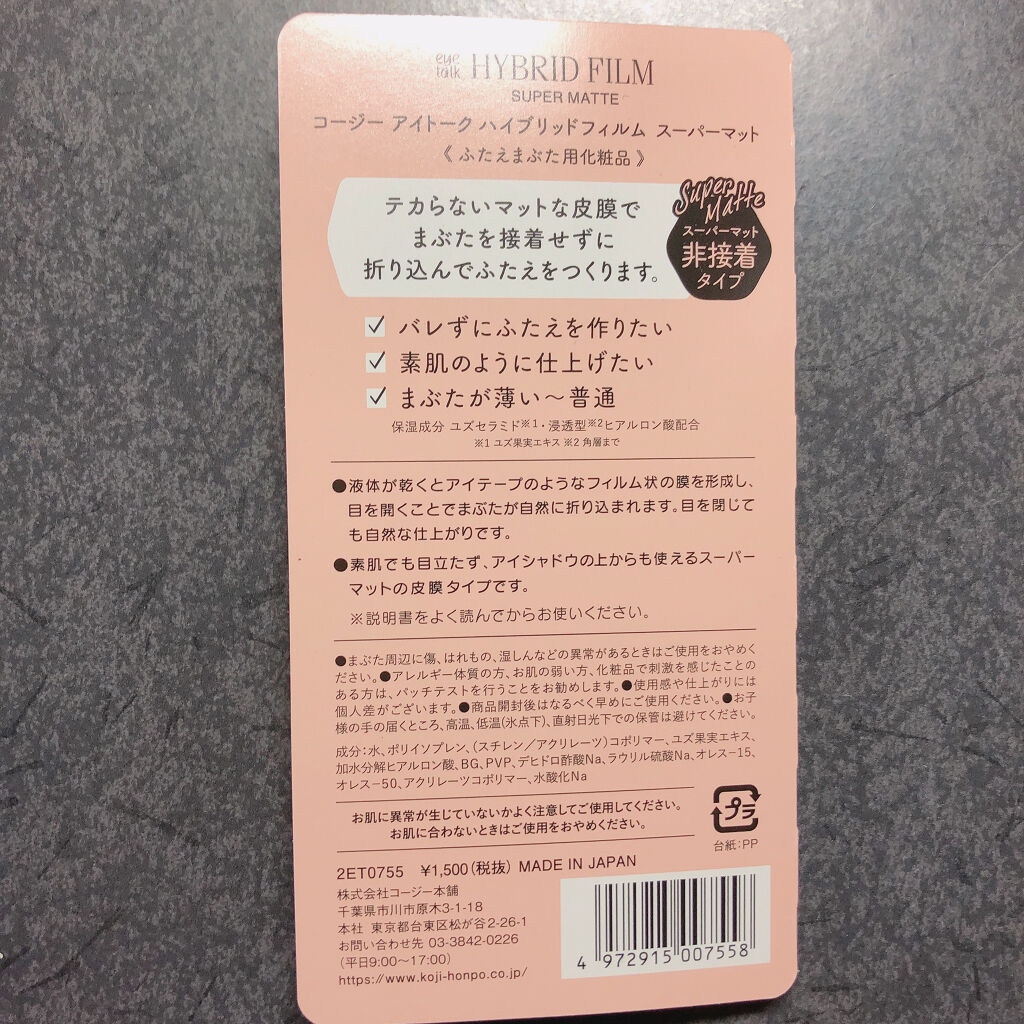 eye talk HYBRID FILM
SUPER MATTE
コージー アイトーク ハイブリッドフィルム スーパーマット
《 ふたえまぶた用化粧品 》
テカらないマットな皮膜で
まぶたを接着せずに
折り込んでふたえをつくります。
Super Matte
スーパーマット
非接着
タイプ
バレずにふたえを作りたい
素肌のように仕上げたい
まぶたが薄い〜普通
保湿成分 ユズセラミド※1・浸透型※2ヒアルロン酸配合
※1 ユズ果実エキス ※2 角層まで
●液体が乾くとアイテープのようなフィルム状の膜を形成し、
目を開くことでまぶたが自然に折り込まれます。目を閉じて
も自然な仕上がりです。
●素肌でも目立たず、アイシャドウの上からも使えるスーパー
マットの皮膜タイプです。
※説明書をよく読んでからお使いください。
●まぶた周辺に傷、はれもの、湿しんなどの異常があるときはご使用をおやめく
ださい。●アレルギー体質の方、お肌の弱い方、化粧品で刺激を感じたことの
ある方は、パッチテストを行うことをお勧めします。●使用感や仕上がりには
個人差がございます。●商品開封後はなるべく早めにご使用ください。●お子
様の手の届くところ、高温、低温(氷点下)、直射日光下での保管は避けてください。
成分:水、ポリイソプレン、(スチレン/アクリレーツ)コポリマー、ユズ果実エキス、
加水分解ヒアルロン酸、BG、PVP、デヒドロ酢酸Na、ラウリル硫酸Na、オレス-15、
オレス-50、アクリレーツコポリマー、水酸化Na
お肌に異常が生じていないかよく注意してご使用してください。
お肌に合わないときはご使用をおやめください。
プラ
台紙:PP
2ET0755 ¥1,500(税抜) MADE IN JAPAN
株式会社コージー本舗
千葉県市川市原木3-1-18
本社 東京都台東区松が谷2-26-1
お問い合わせ先 03-3842-0226
(平日9:00〜17:00)
https://www.koji-honpo.co.jp/
4 972915 007558